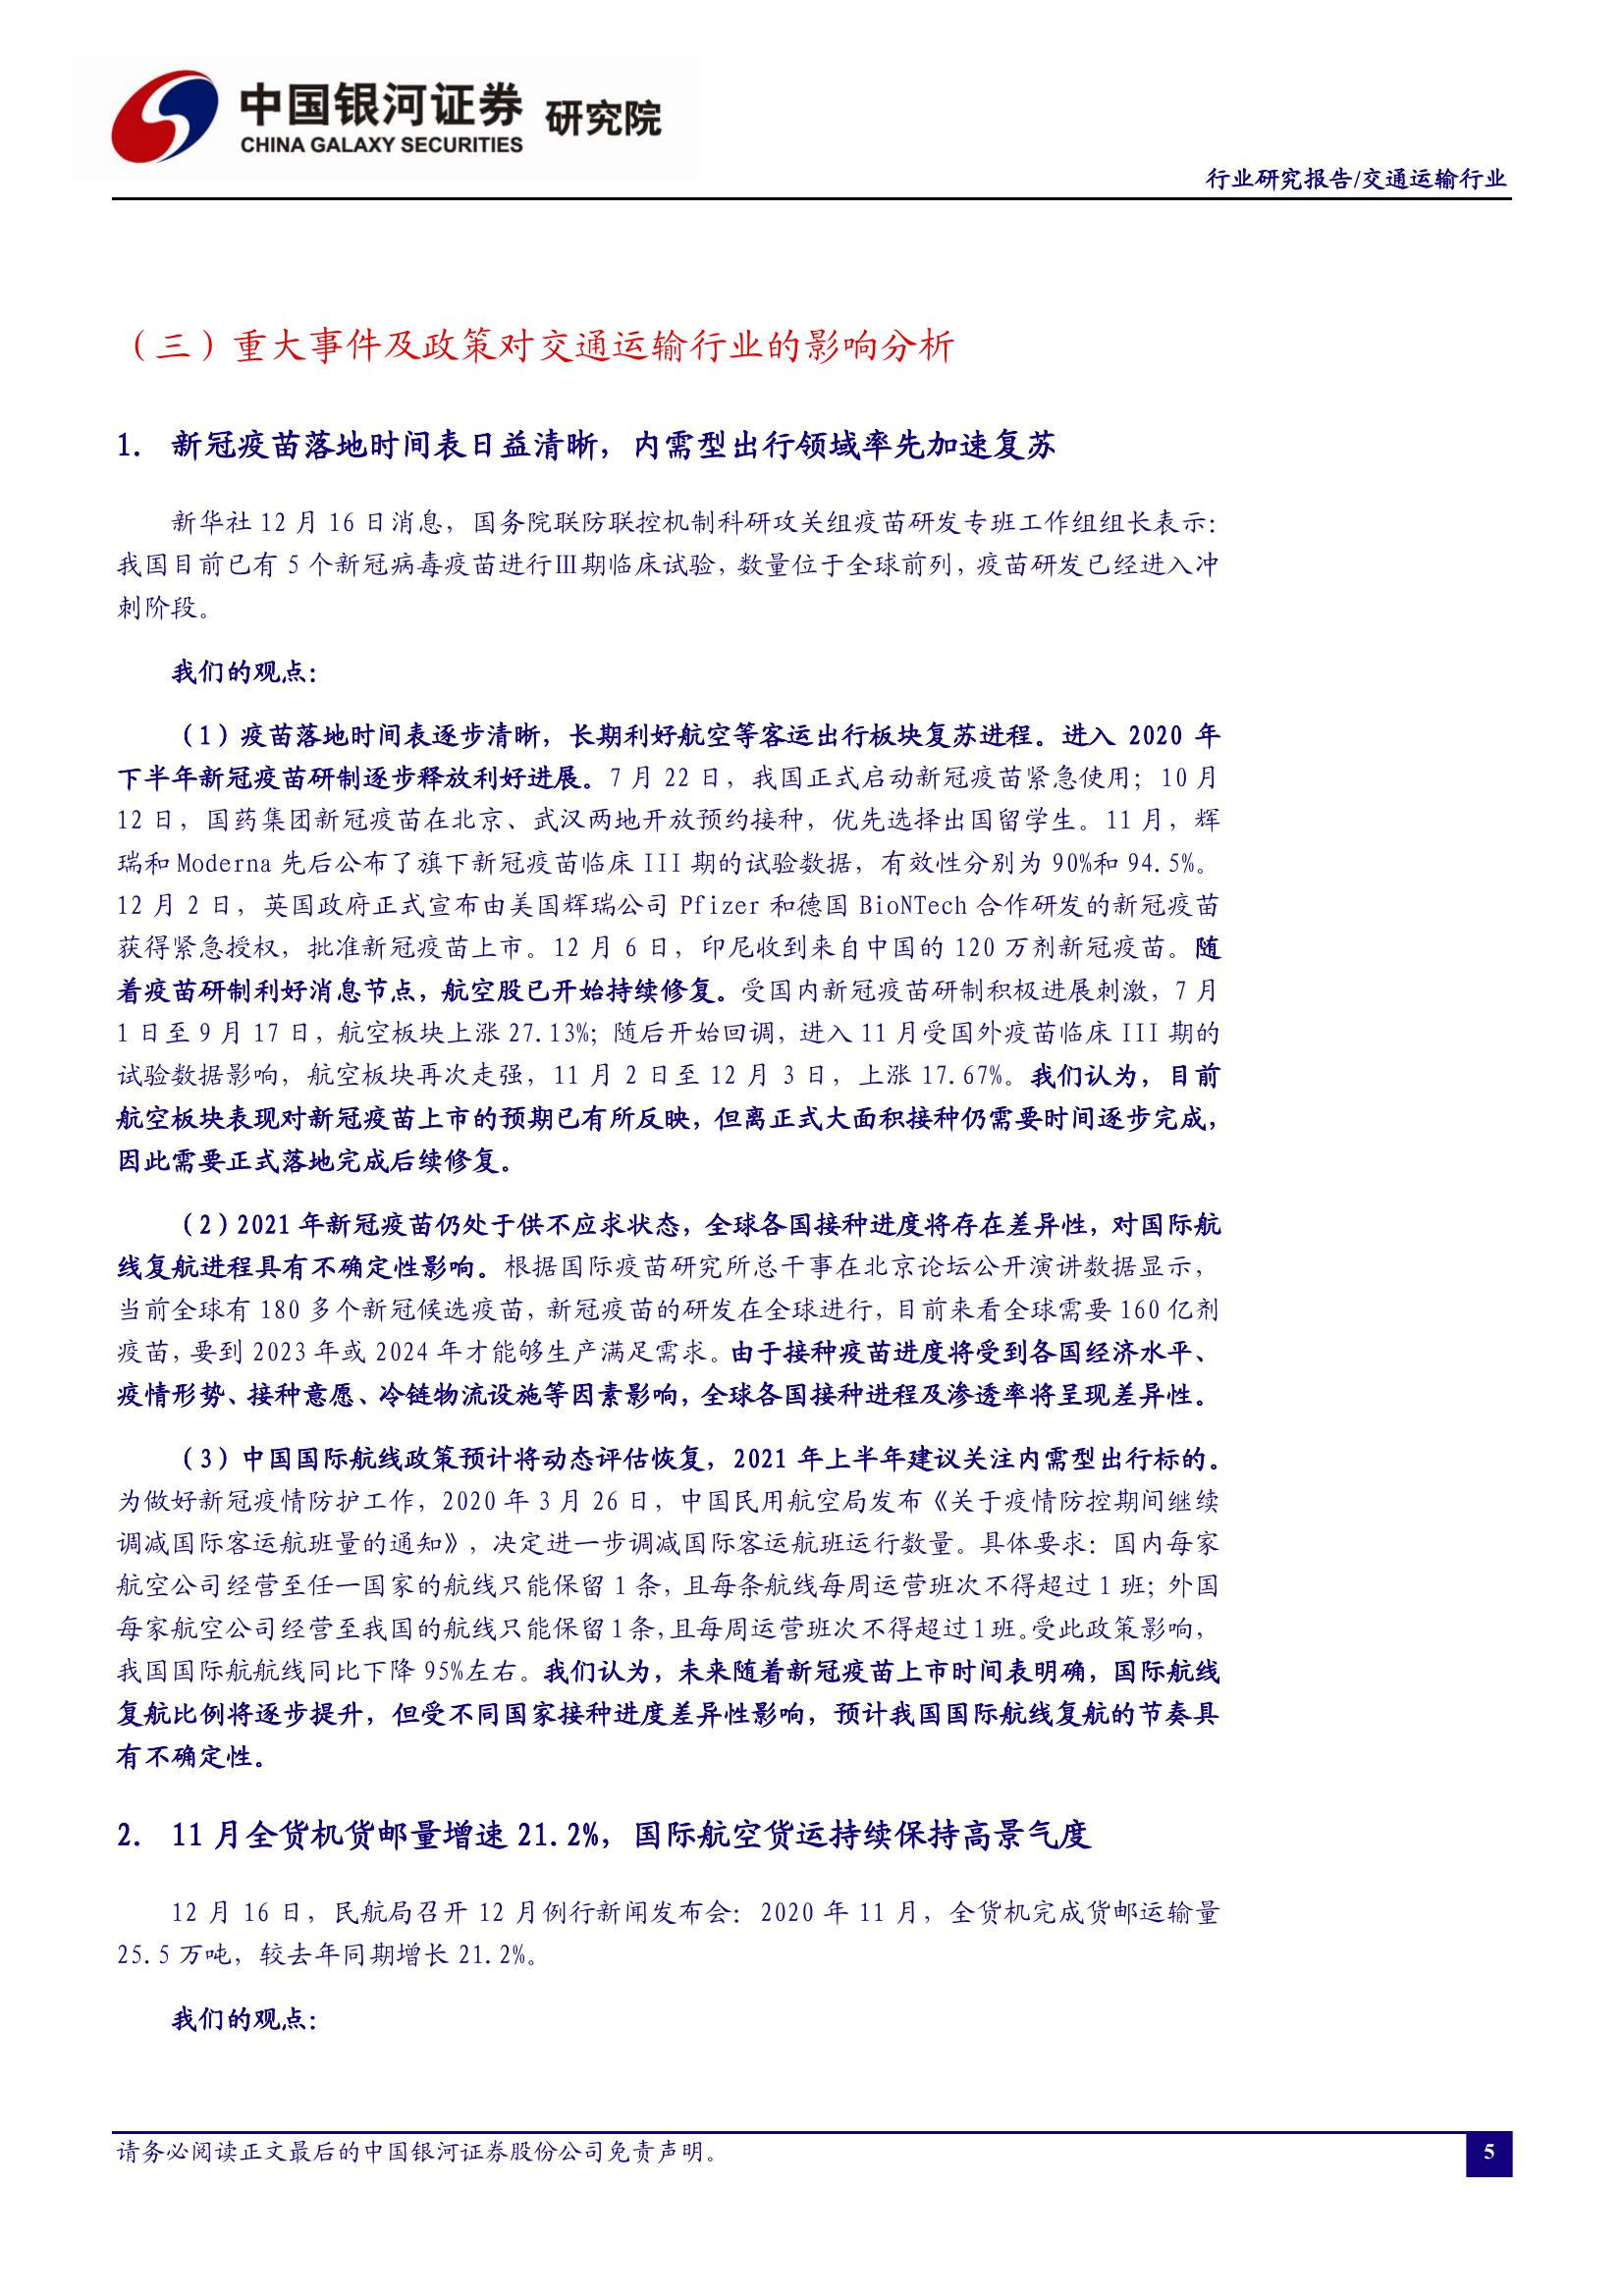 中国银河证券 研究院
CHINA GALAXY SECURITIES
行业研究报告/交通运输行业
（三）重大事件及政策对交通运输行业的影响分析
1. 新冠疫苗落地时间表日益清晰，内需型出行领域率先加速复苏
新华社 12 月 16 日消息，国务院联防联控机制科研攻关组疫苗研发专班工作组组长表示：
我国目前已有 5 个新冠病毒疫苗进行Ⅲ期临床试验，数量位于全球前列，疫苗研发已经进入冲
刺阶段。
我们的观点：
（1）疫苗落地时间表逐步清晰，长期利好航空等客运出行板块复苏进程。进入 2020 年
下半年新冠疫苗研制逐步释放利好进展。7 月 22 日，我国正式启动新冠疫苗紧急使用；10 月
12 日，国药集团新冠疫苗在北京、武汉两地开放预约接种，优先选择出国留学生。11 月，辉
瑞和 Moderna 先后公布了旗下新冠疫苗临床 III 期的试验数据，有效性分别为 90%和 94.5%。
12 月 2 日，英国政府正式宣布由美国辉瑞公司 Pfizer 和德国 BioNTech 合作研发的新冠疫苗
获得紧急授权，批准新冠疫苗上市。12 月 6 日，印尼收到来自中国的 120 万剂新冠疫苗。随
着疫苗研制利好消息节点，航空股已开始持续修复。受国内新冠疫苗研制积极进展刺激，7 月
1 日至 9 月 17 日，航空板块上涨 27.13%；随后开始回调，进入 11 月受国外疫苗临床 III 期的
试验数据影响，航空板块再次走强，11 月 2 日至 12 月 3 日，上涨 17.67%。我们认为，目前
航空板块表现对新冠疫苗上市的预期已有所反映，但离正式大面积接种仍需要时间逐步完成，
因此需要正式落地完成后续修复。
（2）2021 年新冠疫苗仍处于供不应求状态，全球各国接种进度将存在差异性，对国际航
线复航进程具有不确定性影响。根据国际疫苗研究所总干事在北京论坛公开演讲数据显示，
当前全球有 180 多个新冠候选疫苗，新冠疫苗的研发在全球进行，目前来看全球需要 160 亿剂
疫苗，要到 2023 年或 2024 年才能够生产满足需求。由于接种疫苗进度将受到各国经济水平、
疫情形势、接种意愿、冷链物流设施等因素影响，全球各国接种进程及渗透率将呈现差异性。
（3）中国国际航线政策预计将动态评估恢复，2021 年上半年建议关注内需型出行标的。
为做好新冠疫情防护工作，2020 年 3 月 26 日，中国民用航空局发布《关于疫情防控期间继续
调减国际客运航班量的通知》，决定进一步调减国际客运航班运行数量。具体要求：国内每家
航空公司经营至任一国家的航线只能保留 1 条，且每条航线每周运营班次不得超过 1 班；外国
每家航空公司经营至我国的航线只能保留 1 条，且每周运营班次不得超过 1 班。受此政策影响，
我国国际航航线同比下降 95%左右。我们认为，未来随着新冠疫苗上市时间表明确，国际航线
复航比例将逐步提升，但受不同国家接种进度差异性影响，预计我国国际航线复航的节奏具
有不确定性。
2. 11 月全货机货邮量增速 21.2%，国际航空货运持续保持高景气度
12 月 16 日，民航局召开 12 月例行新闻发布会：2020 年 11 月，全货机完成货邮运输量
25.5 万吨，较去年同期增长 21.2%。
我们的观点：
请务必阅读正文最后的中国银河证券股份公司免责声明。
5